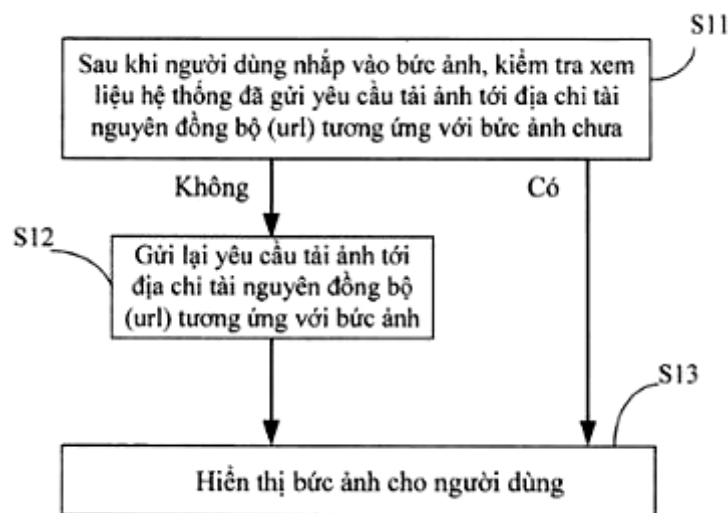 S11
Sau khi người dùng nhấp vào bức ảnh, kiểm tra xem
liệu hệ thống đã gửi yêu cầu tải ảnh tới địa chỉ tài
nguyên đồng bộ (url) tương ứng với bức ảnh chưa
Không
Có
S12
Gửi lại yêu cầu tải ảnh tới
địa chỉ tài nguyên đồng bộ
(url) tương ứng với bức ảnh
S13
Hiển thị bức ảnh cho người dùng